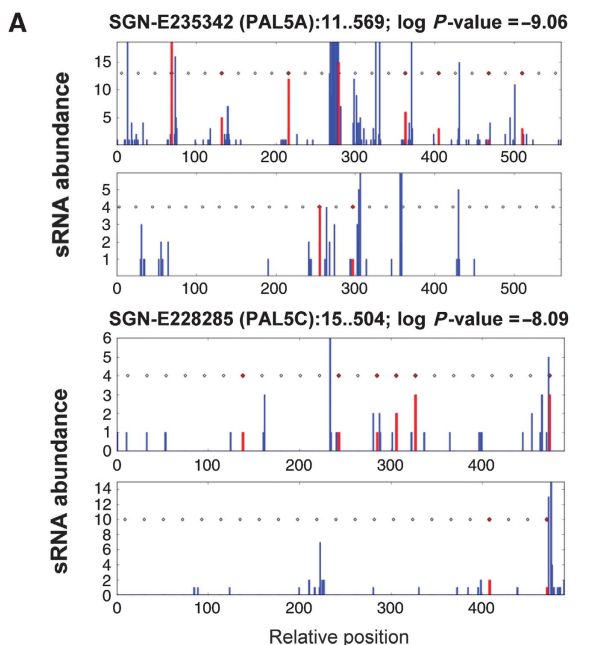 A
SGN-E235342 (PAL5A):11..569; log P-value =−9.06
sRNA abundance
15
10
5
0 100 200 300 400 500
5
4
3
2
1
0 100 200 300 400 500
SGN-E228285 (PAL5C):15..504; log P-value =−8.09
sRNA abundance
6
5
4
3
2
1
0
0 100 200 300 400
14
12
10
8
6
4
2
0
0 100 200 300 400
Relative position